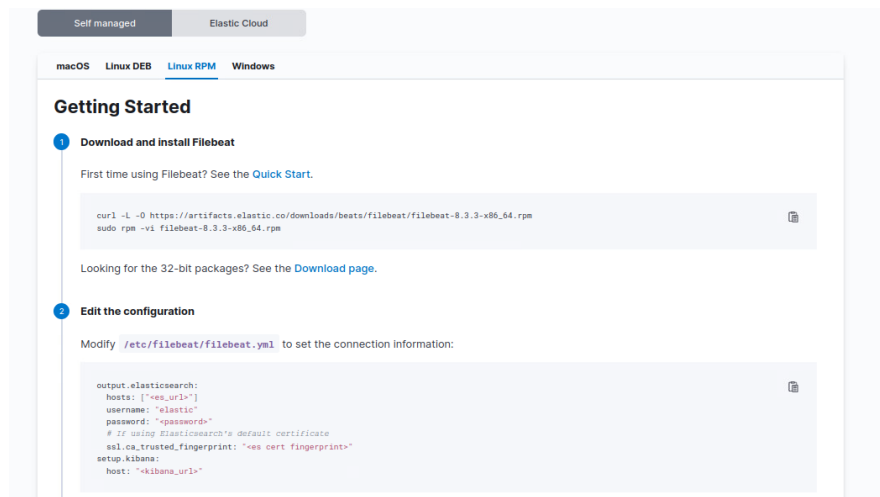 Self managed
Elastic Cloud
macOS Linux DEB Linux RPM Windows
Getting Started
1 Download and install Filebeat
First time using Filebeat? See the Quick Start.
curl -L -O https://artifacts.elastic.co/downloads/beats/filebeat/filebeat-8.3.3-x86_64.rpm
sudo rpm -vi filebeat-8.3.3-x86_64.rpm
Looking for the 32-bit packages? See the Download page.
2 Edit the configuration
Modify /etc/filebeat/filebeat.yml to set the connection information:
output.elasticsearch:
  hosts: ["<es_url>"]
  username: "elastic"
  password: "<password>"
  # If using Elasticsearch's default certificate
  ssl.ca_trusted_fingerprint: "<es cert fingerprint>"
setup.kibana:
  host: "<kibana_url>"